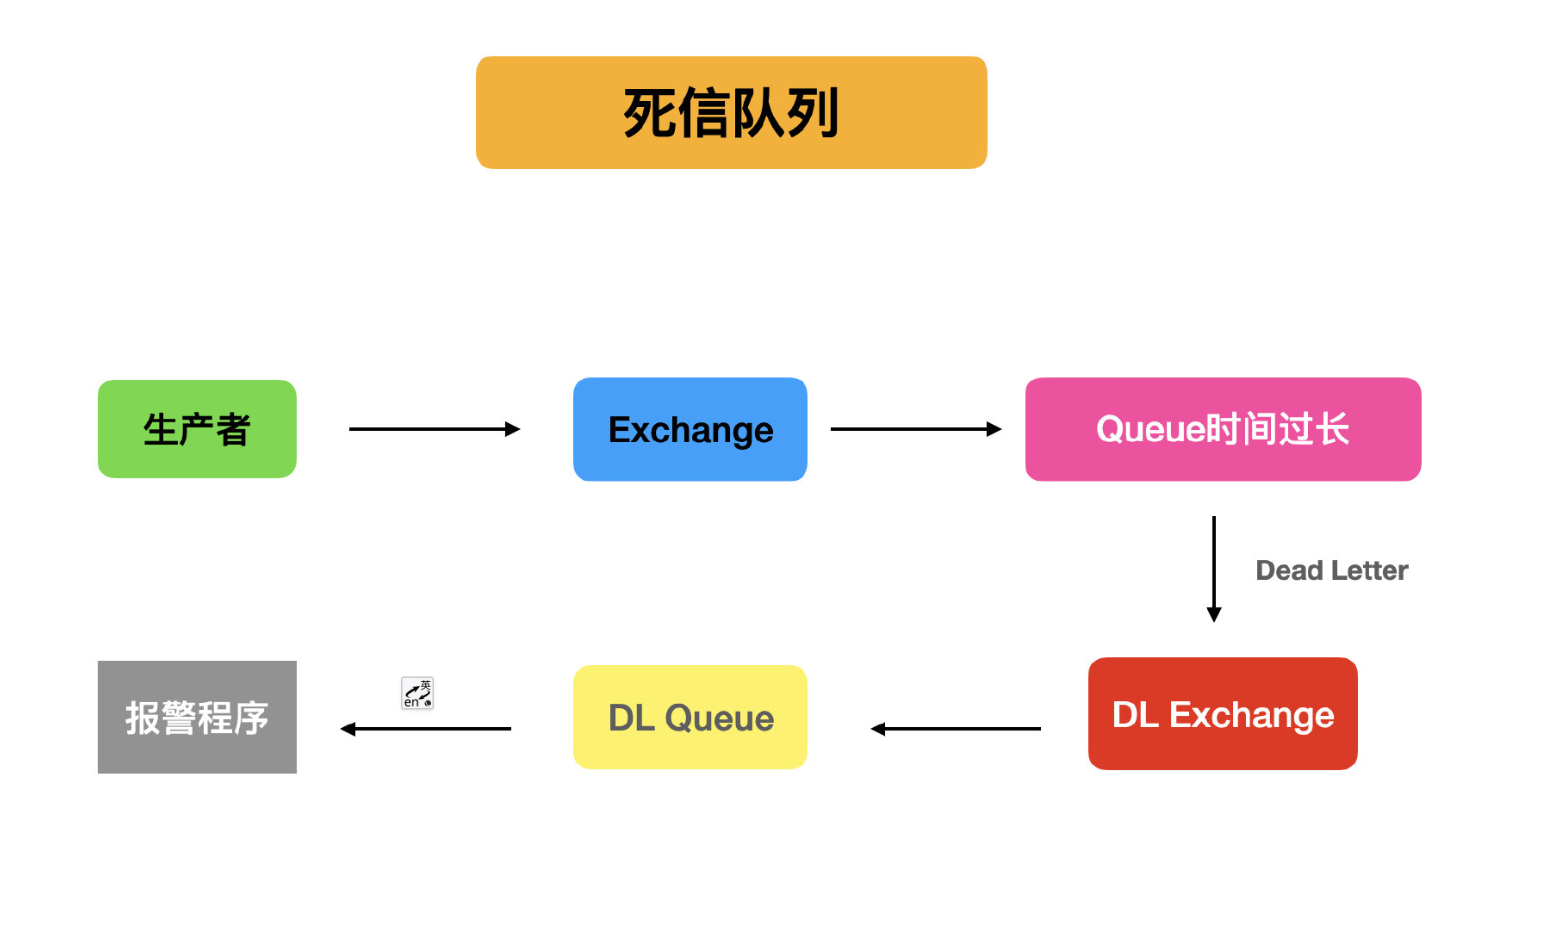 死信队列
生产者
Exchange
Queue时间过长
Dead Letter
报警程序
英
en
DL Queue
DL Exchange